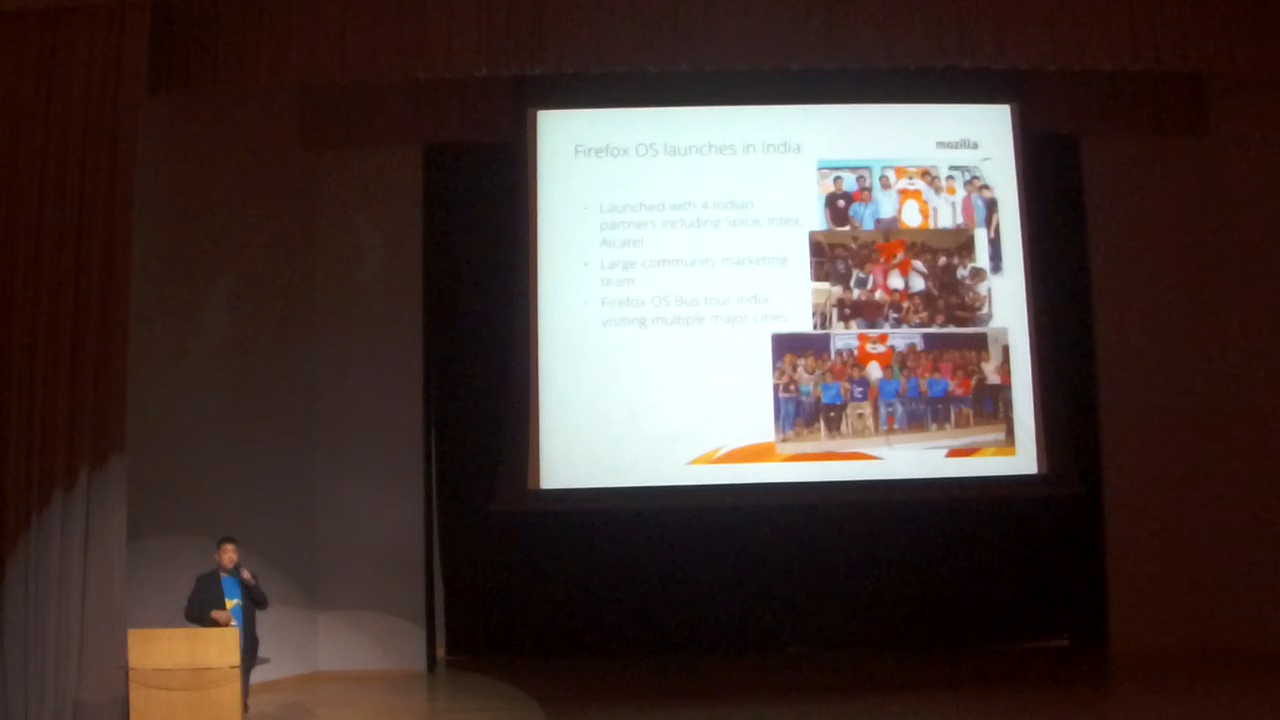 Firefox OS launches in India
mozilla
Launched with 4 Indian
partners including Spice, Intex,
Alcatel
Large community marketing
team
Firefox OS Bus tour India
visiting multiple major cities